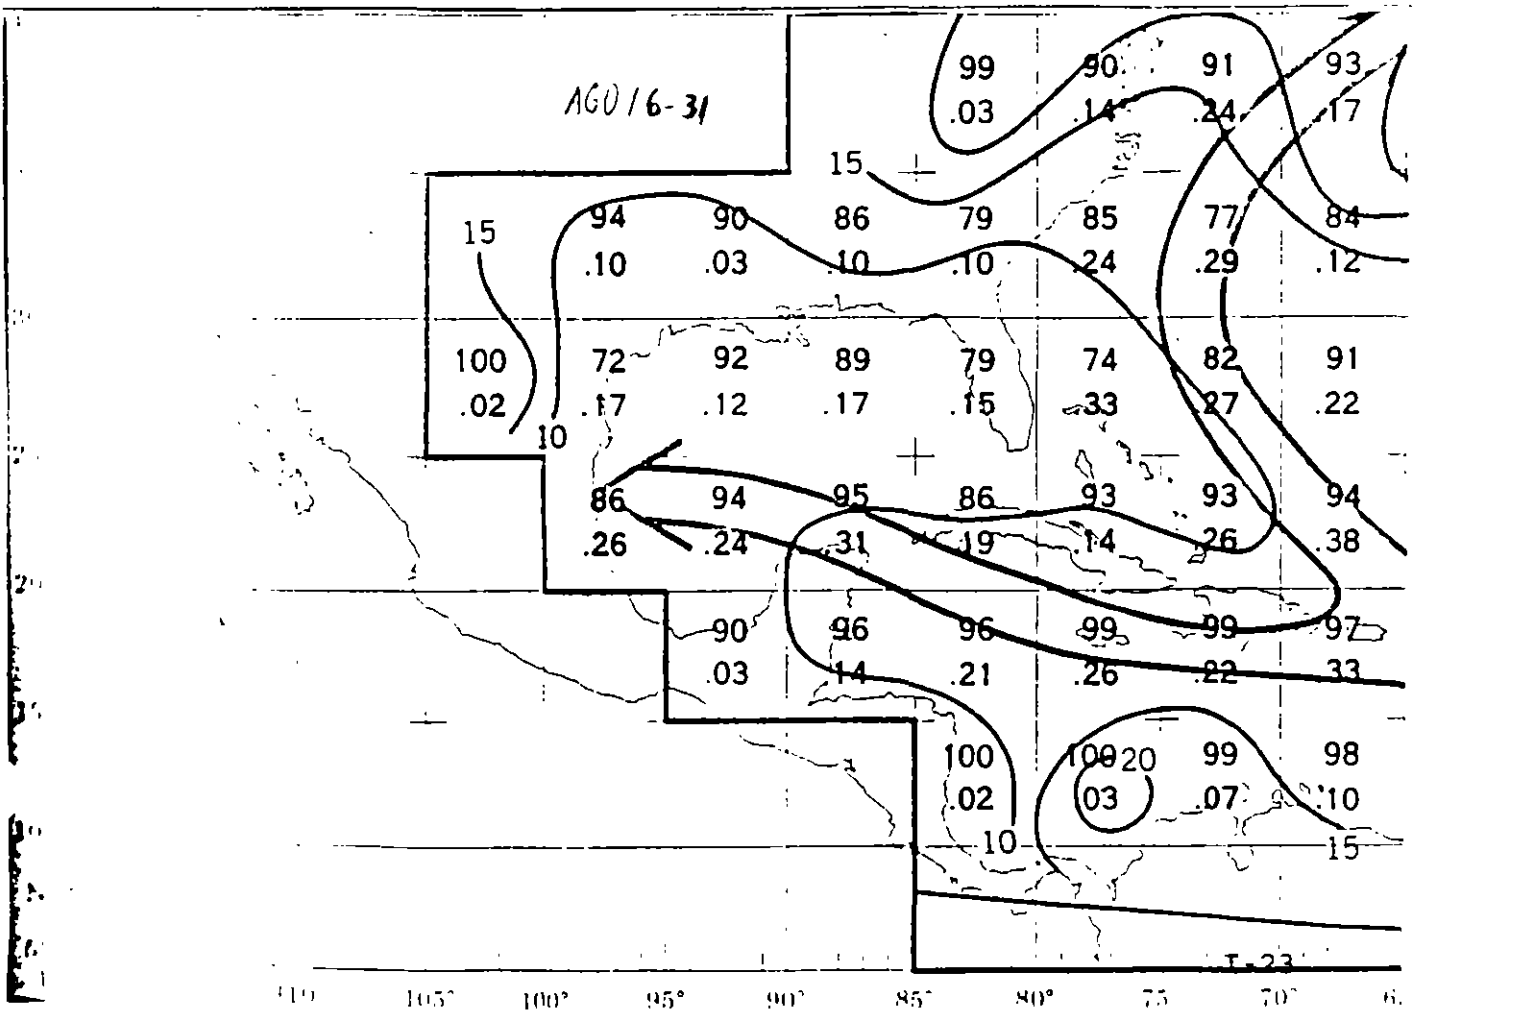 99 90 91 93
AGO 16-31
.03 .14 .24 .17
15
94 90 86 79 85 77 84
15
.10 .03 .10 .10 .24 .29 .12
100 72 92 89 79 74 82 91
.02 .17 .12 .17 .15 .33 .27 .22
10
86 94 95 86 93 93 94
.26 .24 .31 .19 .14 .26 .38
90 96 96 99 99 97
.03 .14 .21 .26 .22 .33
100 100 20 99 98
.02 03 .07 .10
10
15
I-23
105° 100° 95° 90° 85° 80° 75 70°